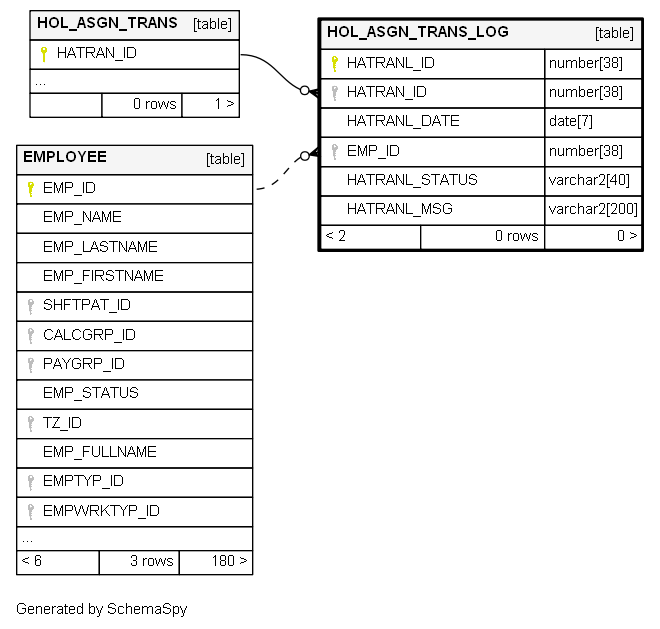 HOL_ASGN_TRANS [table]
HATRAN_ID
...
0 rows 1 >
HOL_ASGN_TRANS_LOG [table]
HATRANL_ID number[38]
HATRAN_ID number[38]
HATRANL_DATE date[7]
EMP_ID number[38]
HATRANL_STATUS varchar2[40]
HATRANL_MSG varchar2[200]
< 2 0 rows 0 >
EMPLOYEE [table]
EMP_ID
EMP_NAME
EMP_LASTNAME
EMP_FIRSTNAME
SHFTPAT_ID
CALCGRP_ID
PAYGRP_ID
EMP_STATUS
TZ_ID
EMP_FULLNAME
EMPTYP_ID
EMPWRKTYP_ID
...
< 6 3 rows 180 >
Generated by SchemaSpy